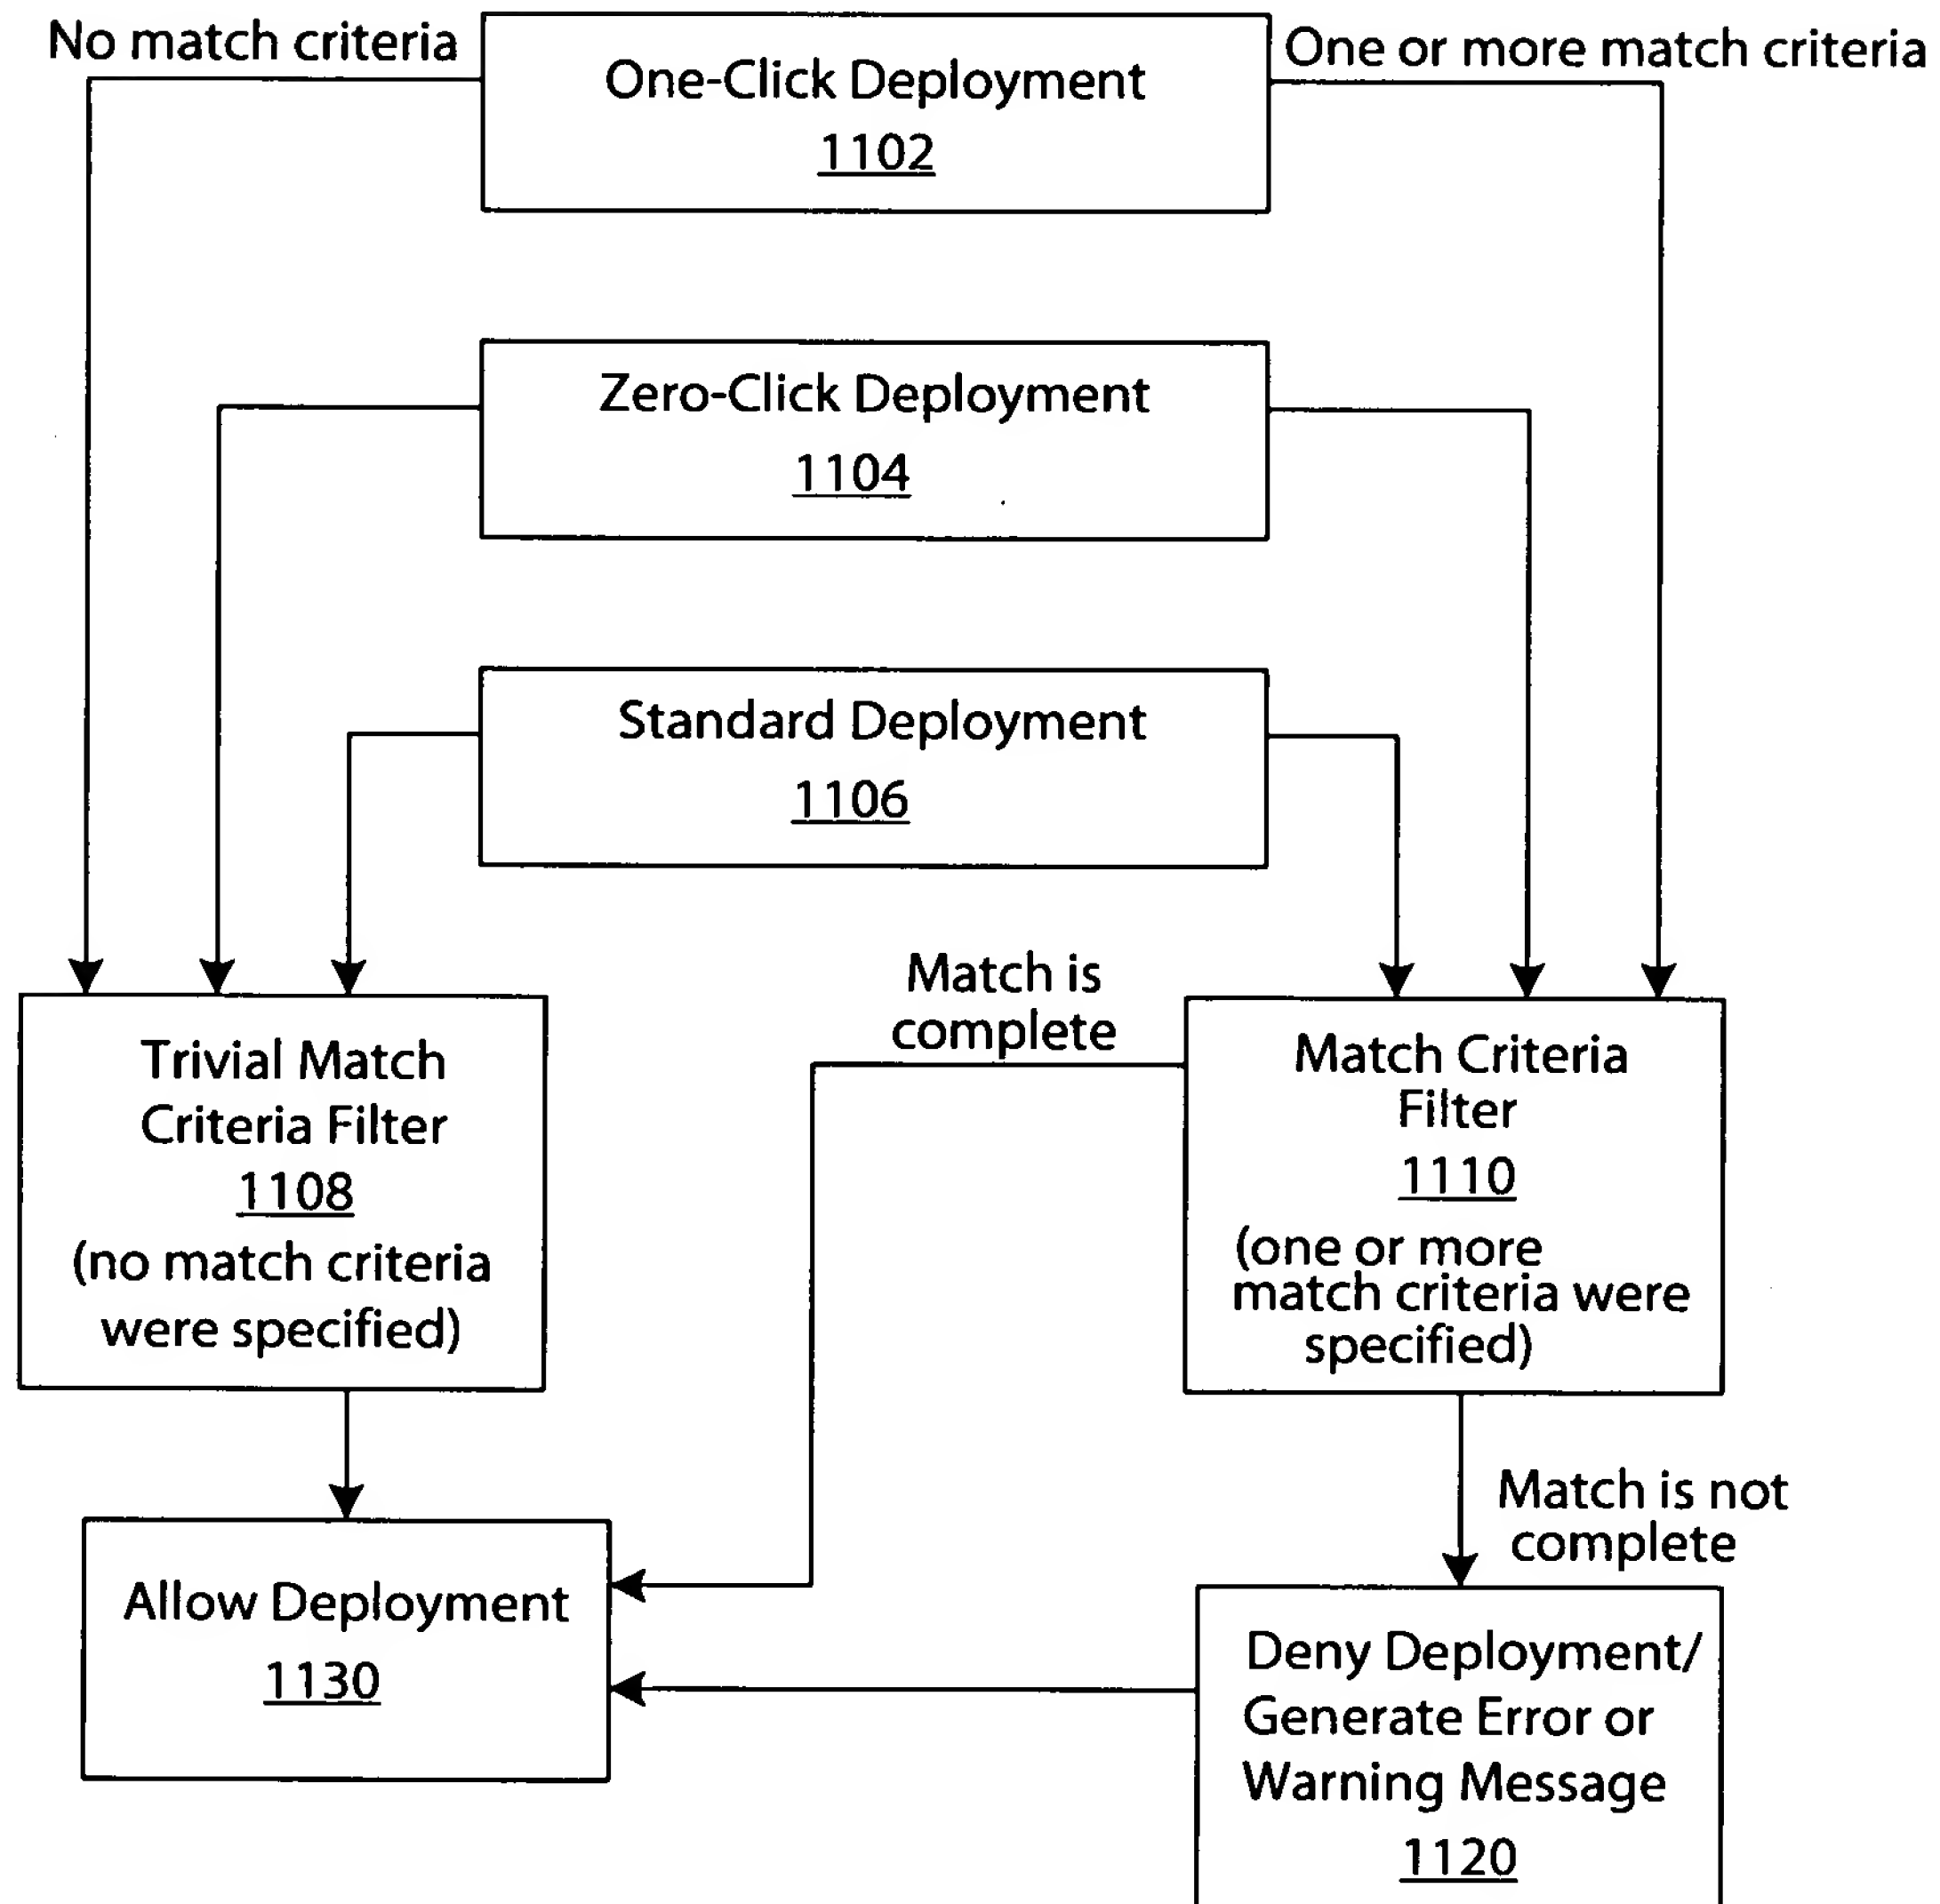 No match criteria
One or more match criteria
One-Click Deployment
1102
Zero-Click Deployment
1104
Standard Deployment
1106
Match is
complete
Trivial Match
Criteria Filter
1108
(no match criteria
were specified)
Match Criteria
Filter
1110
(one or more
match criteria were
specified)
Match is not
complete
Allow Deployment
1130
Deny Deployment/
Generate Error or
Warning Message
1120